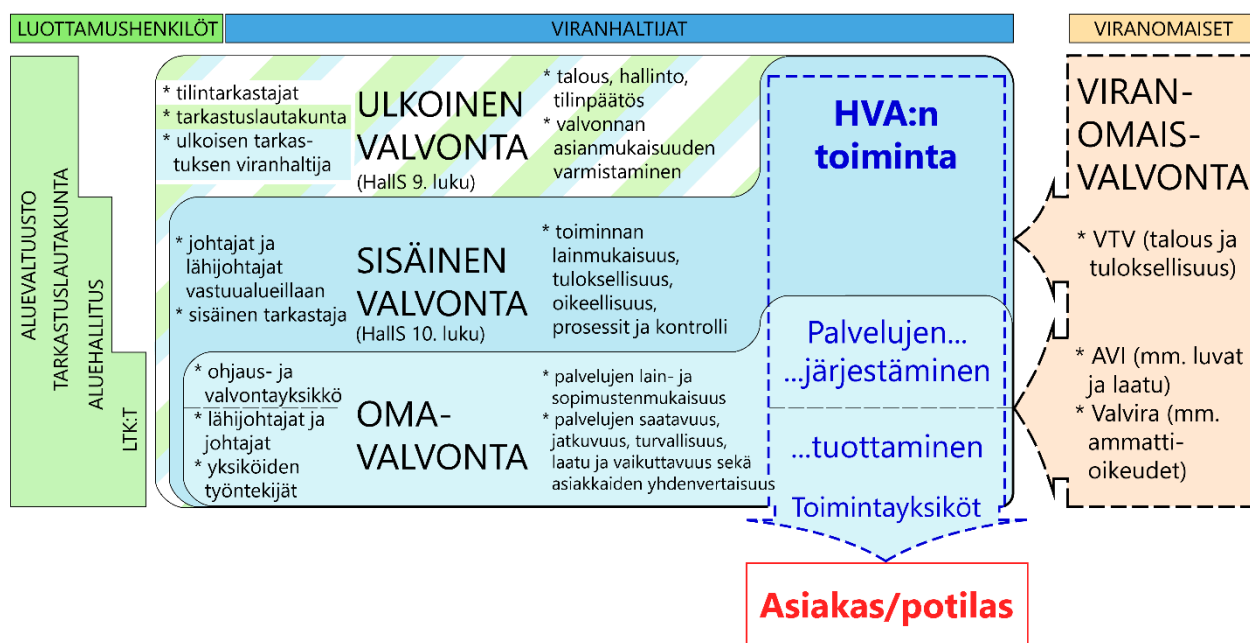 LUOTTAMUSHENKILÖT
VIRANHALTIJAT
VIRANOMAISET
ALUEVALTUUSTO
TARKASTUSLAUTAKUNTA
ALUEHALLITUS
LTK:T
* tilintarkastajat
* tarkastuslautakunta
* ulkoisen tarkas-
tuksen viranhaltija
ULKOINEN
VALVONTA
(HallS 9. luku)
* talous, hallinto,
tilinpäätös
* valvonnan
asianmukaisuuden
varmistaminen
* johtajat ja
lähijohtajat
vastuualueillaan
* sisäinen tarkastaja
SISÄINEN
VALVONTA
(HallS 10. luku)
* toiminnan
lainmukaisuus,
tuloksellisuus,
oikeellisuus,
prosessit ja kontrolli
* ohjaus- ja
valvontayksikkö
* lähijohtajat ja
johtajat
* yksiköiden
työntekijät
OMA-
VALVONTA
* palvelujen lain- ja
sopimustenmukaisuus
* palvelujen saatavuus,
jatkuvuus, turvallisuus,
laatu ja vaikuttavuus sekä
asiakkaiden yhdenvertaisuus
HVA:n
toiminta
Palvelujen...
...järjestäminen
...tuottaminen
Toimintayksiköt
Asiakas/potilas
VIRAN-
OMAIS-
VALVONTA
* VTV (talous ja
tuloksellisuus)
* AVI (mm. luvat
ja laatu)
* Valvira (mm.
ammatti-
oikeudet)